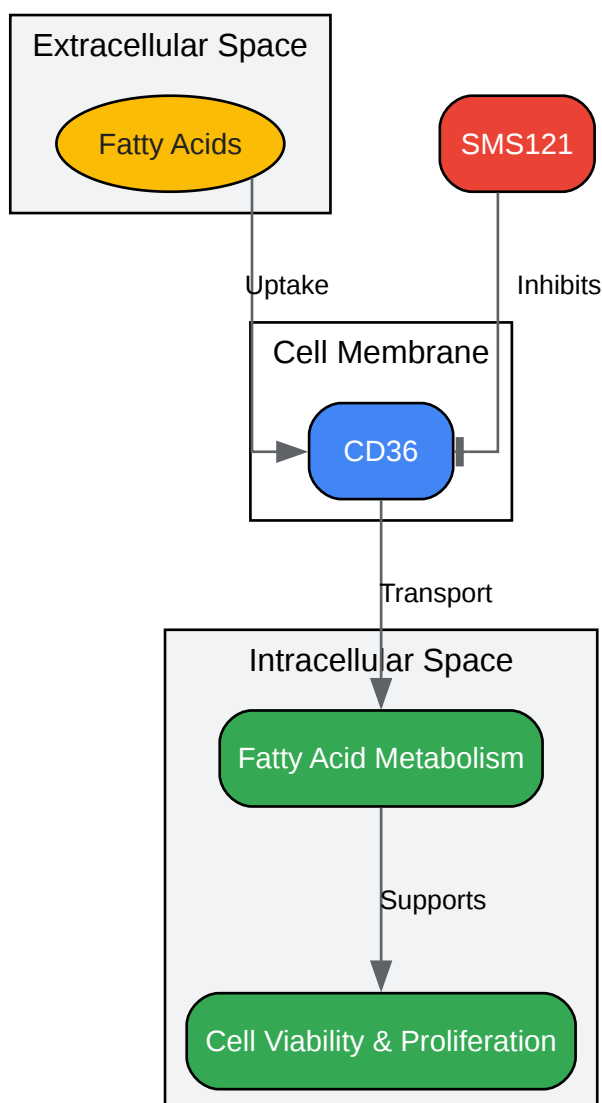 Extracellular Space
Fatty Acids
SMS121
Uptake
Inhibits
Cell Membrane
CD36
Transport
Intracellular Space
Fatty Acid Metabolism
Supports
Cell Viability & Proliferation